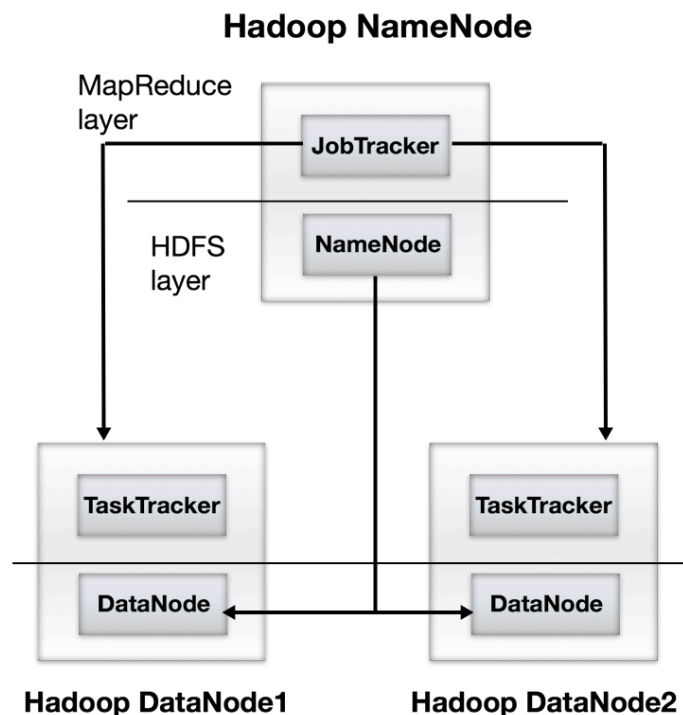 Hadoop NameNode
MapReduce
layer
JobTracker
HDFS
layer
NameNode
TaskTracker
TaskTracker
DataNode
DataNode
Hadoop DataNode1
Hadoop DataNode2